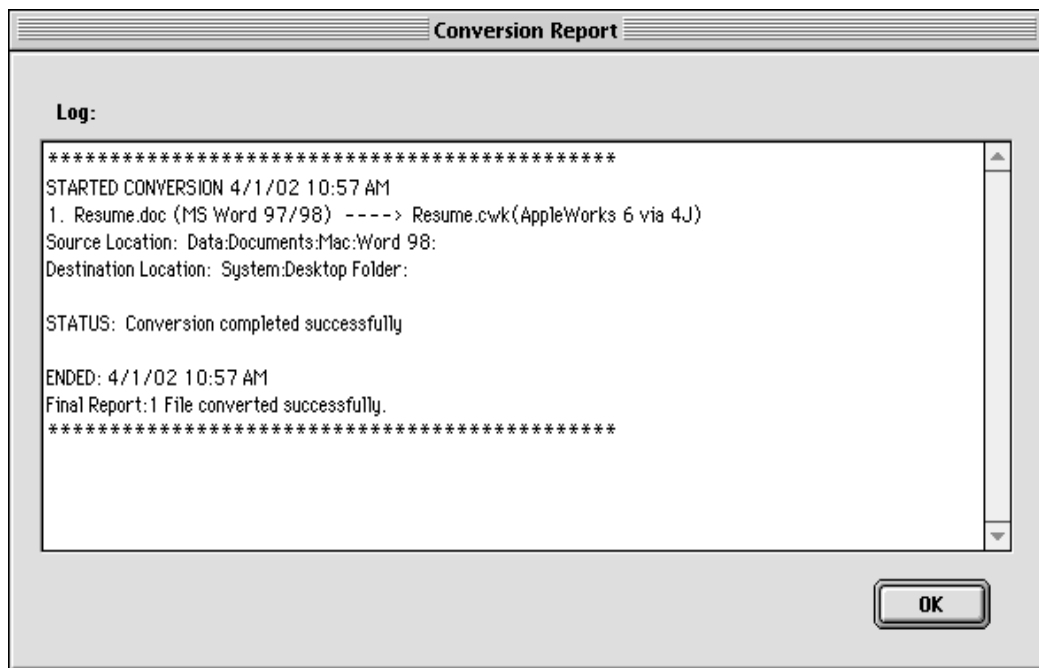 Conversion Report
Log:
**********************************************
STARTED CONVERSION 4/1/02 10:57 AM
1. Resume.doc (MS Word 97/98) ----> Resume.cwk(AppleWorks 6 via 4J)
Source Location: Data:Documents:Mac:Word 98:
Destination Location: System:Desktop Folder:
STATUS: Conversion completed successfully
ENDED: 4/1/02 10:57 AM
Final Report:1 File converted successfully.
**********************************************
OK